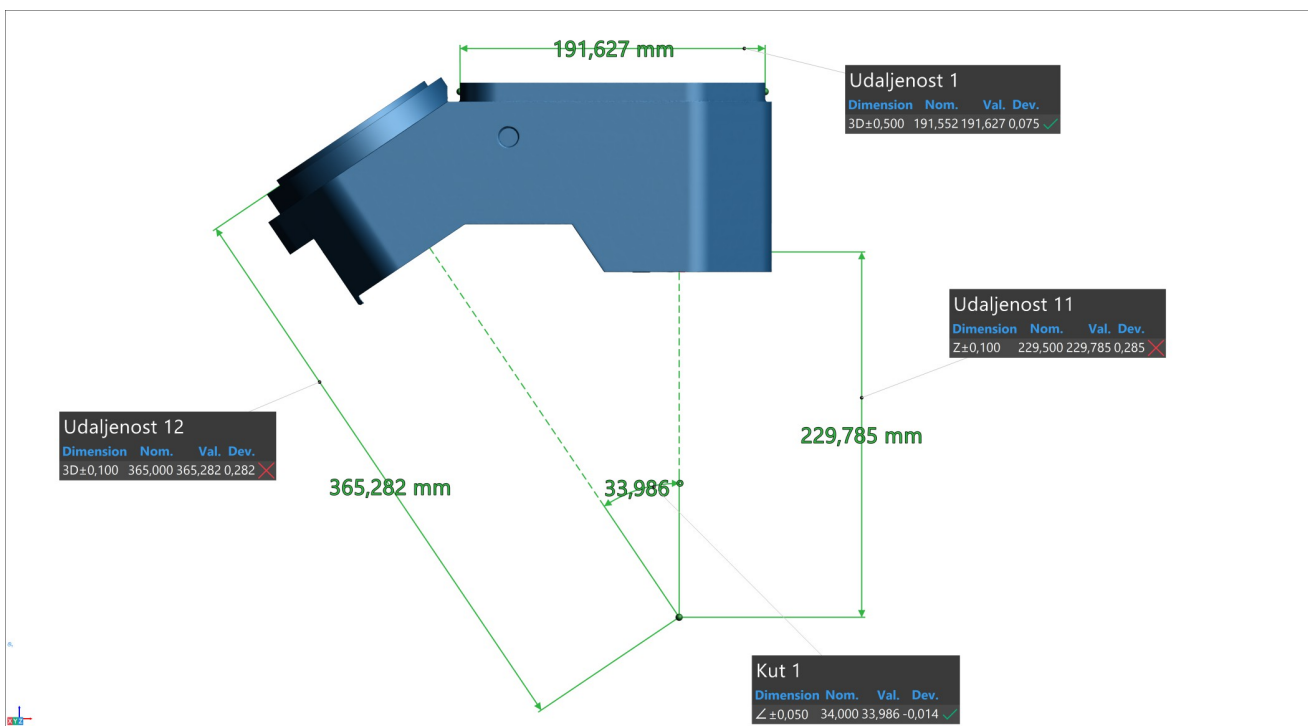 191,627 mm
Udaljenost 1
Dimension Nom. Val. Dev.
3D±0,500 191,552 191,627 0,075
Udaljenost 11
Dimension Nom. Val. Dev.
Z±0,100 229,500 229,785 0,285
Udaljenost 12
Dimension Nom. Val. Dev.
3D±0,100 365,000 365,282 0,282
229,785 mm
365,282 mm
33,986°
Kut 1
Dimension Nom. Val. Dev.
∠±0,050 34,000 33,986 -0,014
XYZ